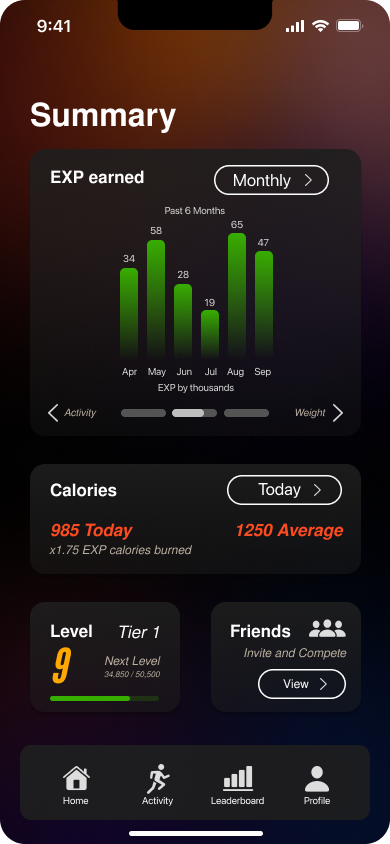 9:41
Summary
EXP earned
Monthly
Past 6 Months
34
58
28
19
65
47
Apr May Jun Jul Aug Sep
EXP by thousands
Activity
Weight
Calories
Today
985 Today
1250 Average
x1.75 EXP calories burned
Level
Tier 1
9
Next Level
34,850 / 50,500
Friends
Invite and Compete
View
Home
Activity
Leaderboard
Profile